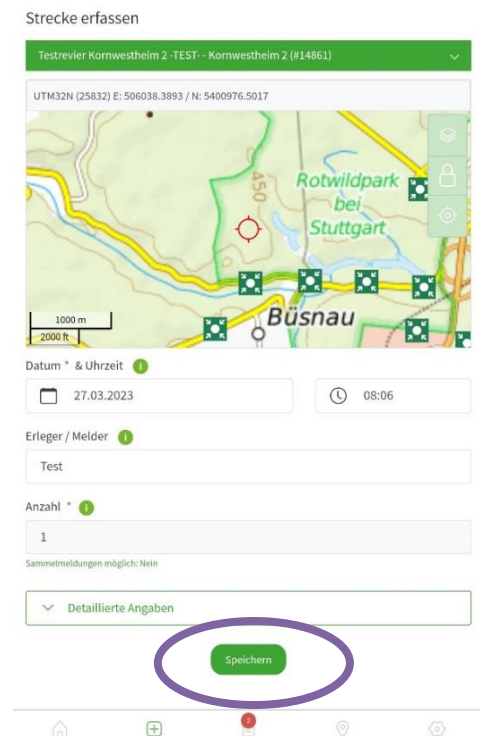 Strecke erfassen
Testrevier Kornwestheim 2 -TEST- - Kornwestheim 2 (#14861)
UTM32N (25832) E: 506038.3893 / N: 5400976.5017
450
Rotwildpark
bei
Stuttgart
Büsnau
1000 m
2000 ft
Datum * & Uhrzeit i
27.03.2023
08:06
Erleger / Melder i
Test
Anzahl * i
1
Sammelmeldungen möglich: Nein
Detaillierte Angaben
Speichern
2